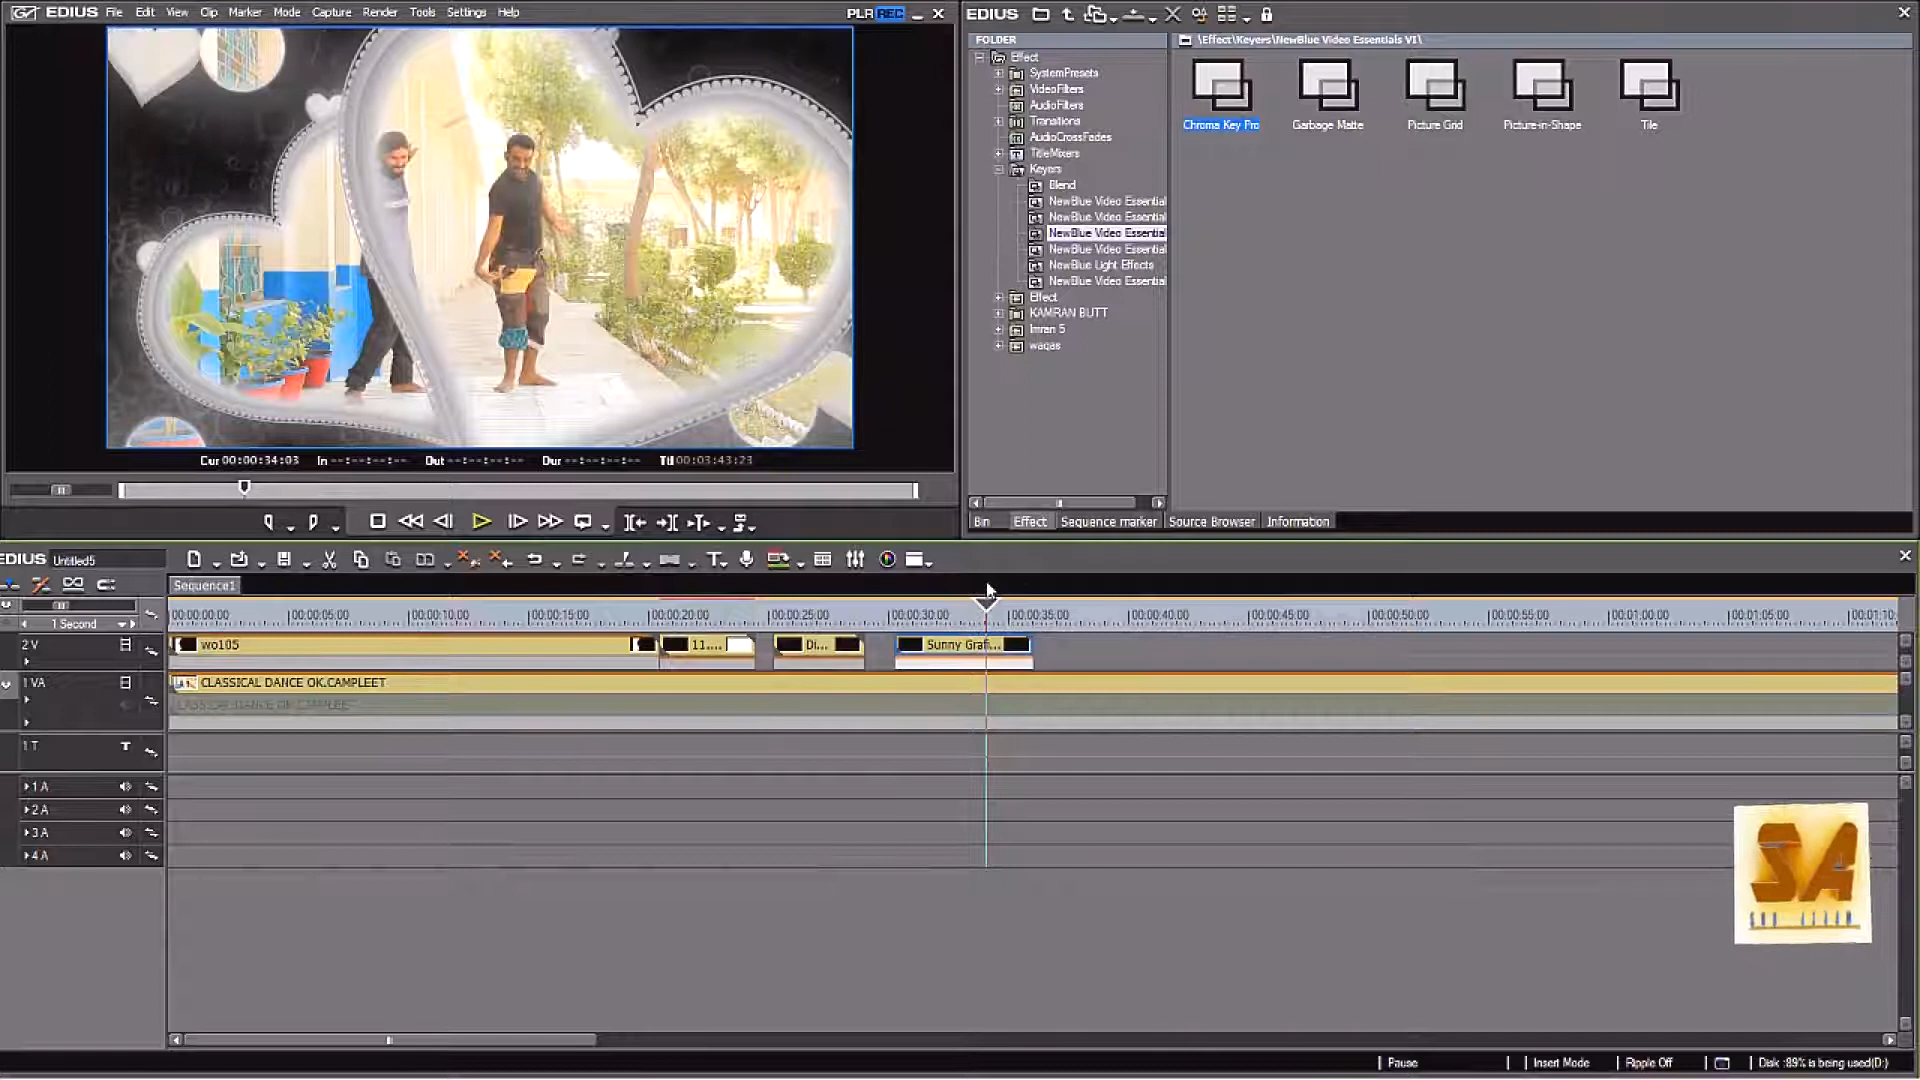 EDIUS File Edit View Clip Marker Mode Capture Render Tools Settings Help
PLR REC
Cur 00:00:34:03 In --:--:--:-- Out --:--:--:-- Dur --:--:--:-- Ttl 00:03:43:23
EDIUS
FOLDER
Effect
SystemPresets
VideoFilters
AudioFilters
Transitions
AudioCrossFades
TitleMixers
Keyers
Blend
NewBlue Video Essential
NewBlue Video Essential
NewBlue Video Essential
NewBlue Video Essential
NewBlue Light Effects
NewBlue Video Essential
Effect
KAMRAN BUTT
Imran 5
waqas
\Effect\Keyers\NewBlue Video Essentials VI\
Chroma Key Pro
Garbage Matte
Picture Grid
Picture-in-Shape
Tile
Bin Effect Sequence marker Source Browser Information
EDIUS Untitled5
Sequence1
1 Second
00:00:00:00 00:00:05:00 00:00:10:00 00:00:15:00 00:00:20:00 00:00:25:00 00:00:30:00 00:00:35:00 00:00:40:00 00:00:45:00 00:00:50:00 00:00:55:00 00:01:00:00 00:01:05:00 00:01:10:
2 V
wo105
11....
Di...
Sunny Grafi...
1 VA
CLASSICAL DANCE OK.CAMPLEET
CLASSICAL DANCE OK.CAMPLEET
1 T
T
1 A
2 A
3 A
4 A
SA
Pause
Insert Mode
Ripple Off
Disk :89% is being used(D:)